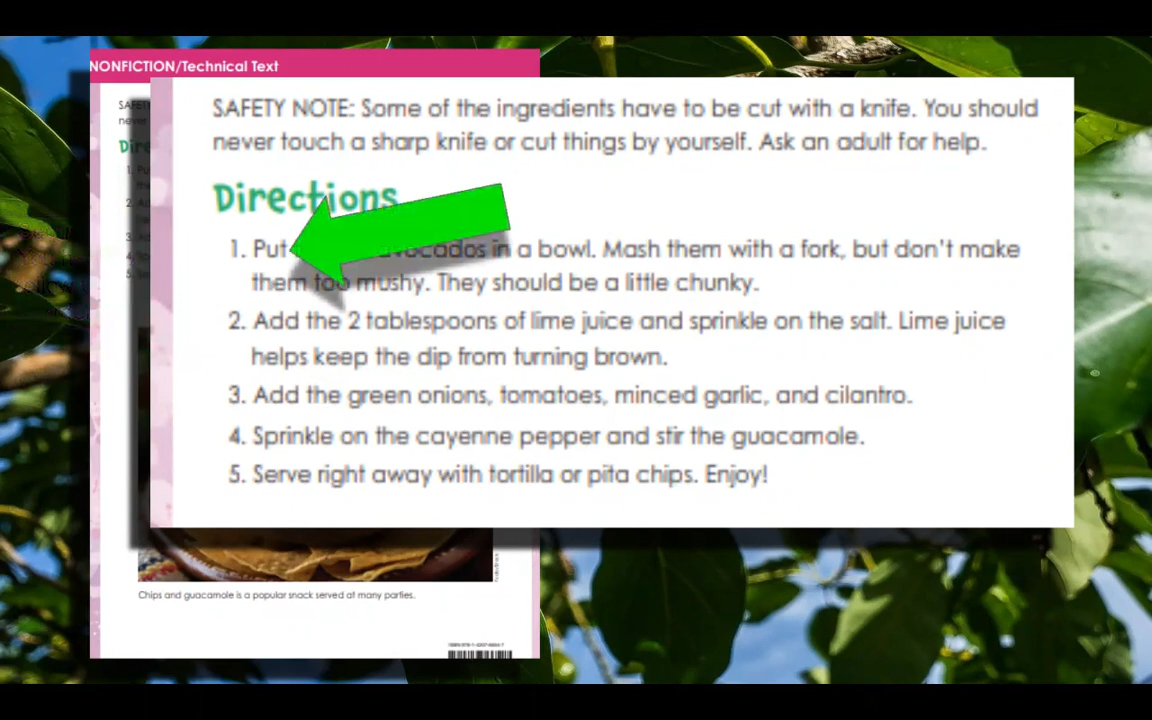 NONFICTION/Technical Text
SAFETY NOTE: Some of the ingredients have to be cut with a knife. You should
never touch a sharp knife or cut things by yourself. Ask an adult for help.
Directions
1. Put avocados in a bowl. Mash them with a fork, but don't make
them too mushy. They should be a little chunky.
2. Add the 2 tablespoons of lime juice and sprinkle on the salt. Lime juice
helps keep the dip from turning brown.
3. Add the green onions, tomatoes, minced garlic, and cilantro.
4. Sprinkle on the cayenne pepper and stir the guacamole.
5. Serve right away with tortilla or pita chips. Enjoy!
Chips and guacamole is a popular snack served at many parties.